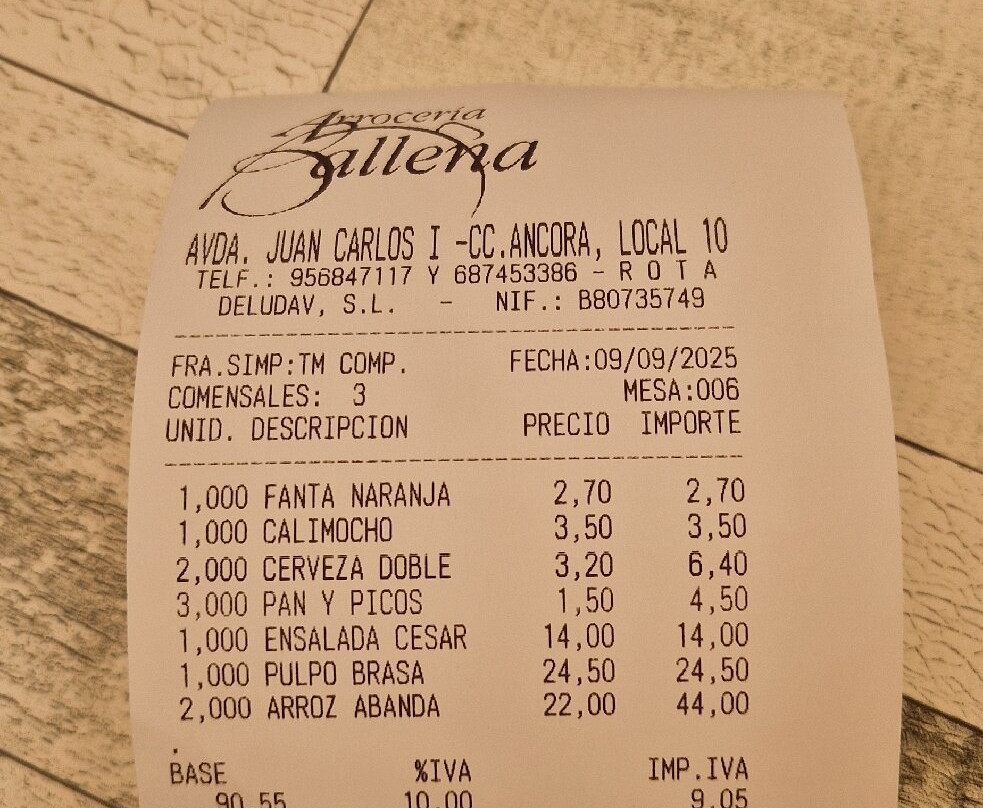 Arrocería
Balleña
AVDA. JUAN CARLOS I -CC.ANCORA, LOCAL 10
TELF.: 956847117 Y 687453386 - R O T A
DELUDAV, S.L. - NIF.: B80735749
FRA.SIMP:TM COMP. FECHA:09/09/2025
COMENSALES: 3 MESA:006
UNID. DESCRIPCION PRECIO IMPORTE
1,000 FANTA NARANJA 2,70 2,70
1,000 CALIMOCHO 3,50 3,50
2,000 CERVEZA DOBLE 3,20 6,40
3,000 PAN Y PICOS 1,50 4,50
1,000 ENSALADA CESAR 14,00 14,00
1,000 PULPO BRASA 24,50 24,50
2,000 ARROZ ABANDA 22,00 44,00
BASE %IVA IMP.IVA
90,55 10,00 9,05